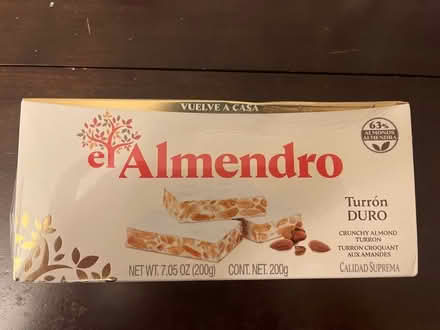 VUELVE A CASA
el Almendro
63%
ALMONDS
ALMENDRA
Turrón
DURO
CRUNCHY ALMOND
TURRON
TURRON CROQUANT
AUX AMANDES
CALIDAD SUPREMA
NET WT. 7.05 OZ (200g) CONT. NET. 200g